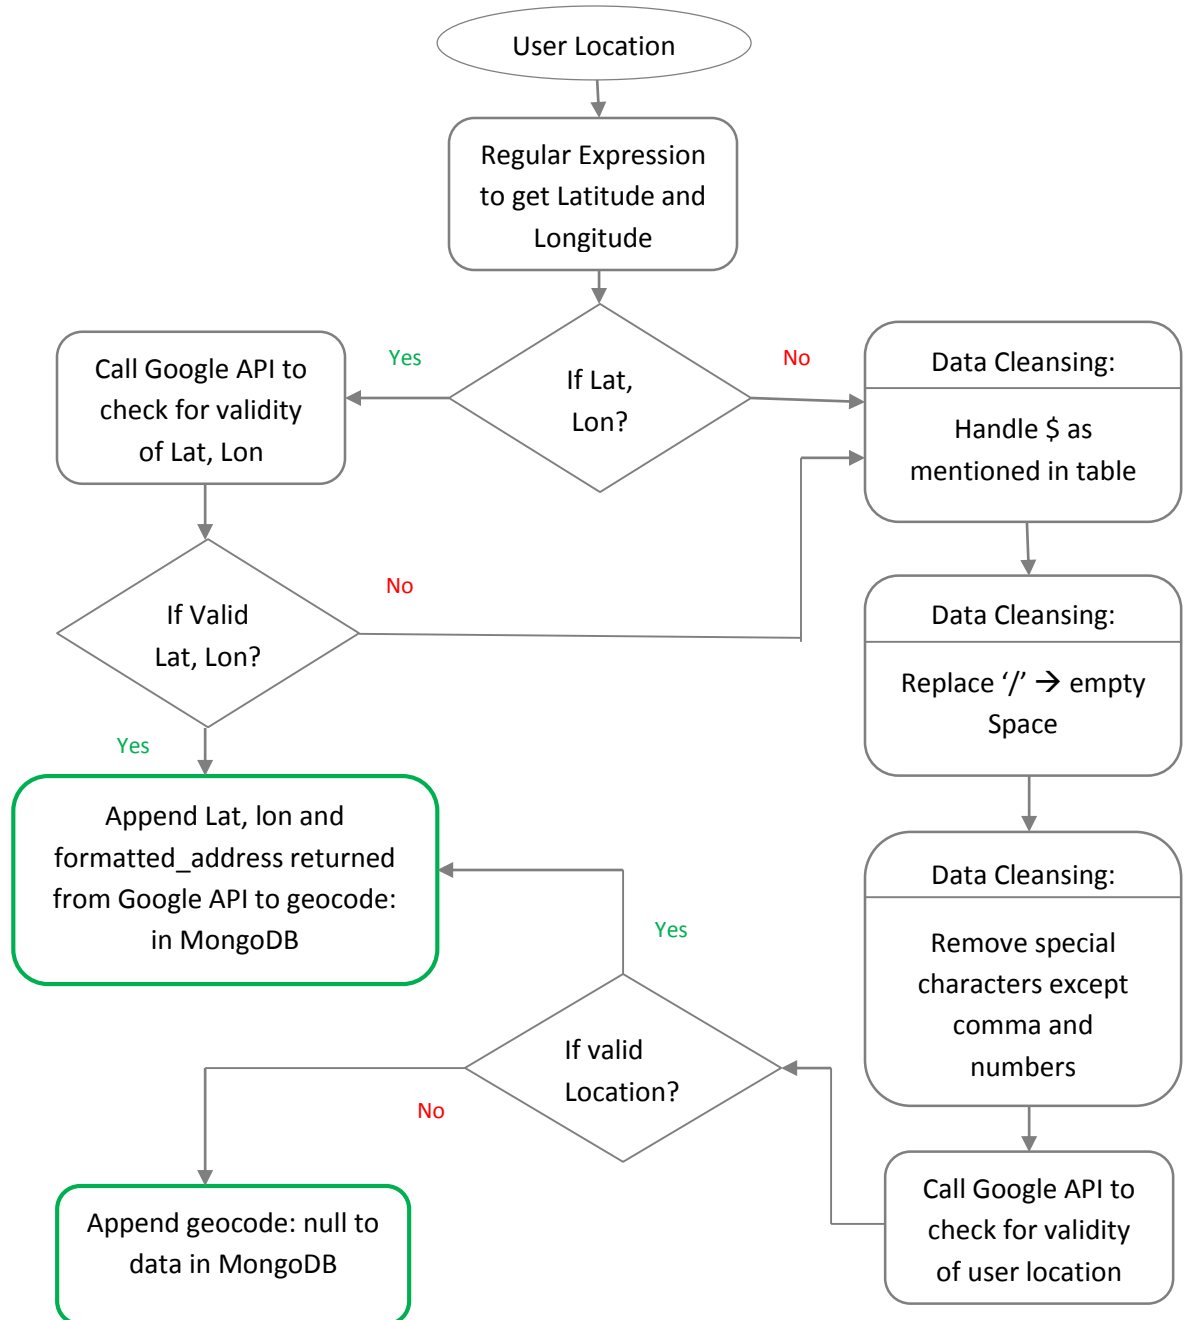 User Location
Regular Expression
to get Latitude and
Longitude
Yes
If Lat,
Lon?
No
Call Google API to
check for validity
of Lat, Lon
Data Cleansing:
Handle $ as
mentioned in table
If Valid
Lat, Lon?
No
Yes
Data Cleansing:
Replace ‘/’ → empty
Space
Append Lat, lon and
formatted_address returned
from Google API to geocode:
in MongoDB
Data Cleansing:
Remove special
characters except
comma and
numbers
Yes
If valid
Location?
No
Call Google API to
check for validity
of user location
Append geocode: null to
data in MongoDB